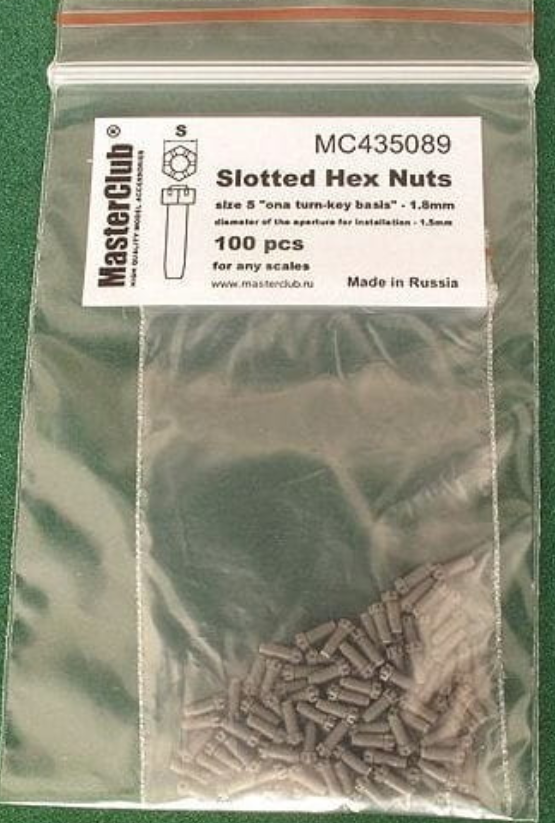 MasterClub®
HIGH QUALITY MODEL ACCESSORIES
S
MC435089
Slotted Hex Nuts
size S "ona turn-key basis" - 1.8mm
diameter of the aperture for installation - 1.5mm
100 pcs
for any scales
www.masterclub.ru Made in Russia